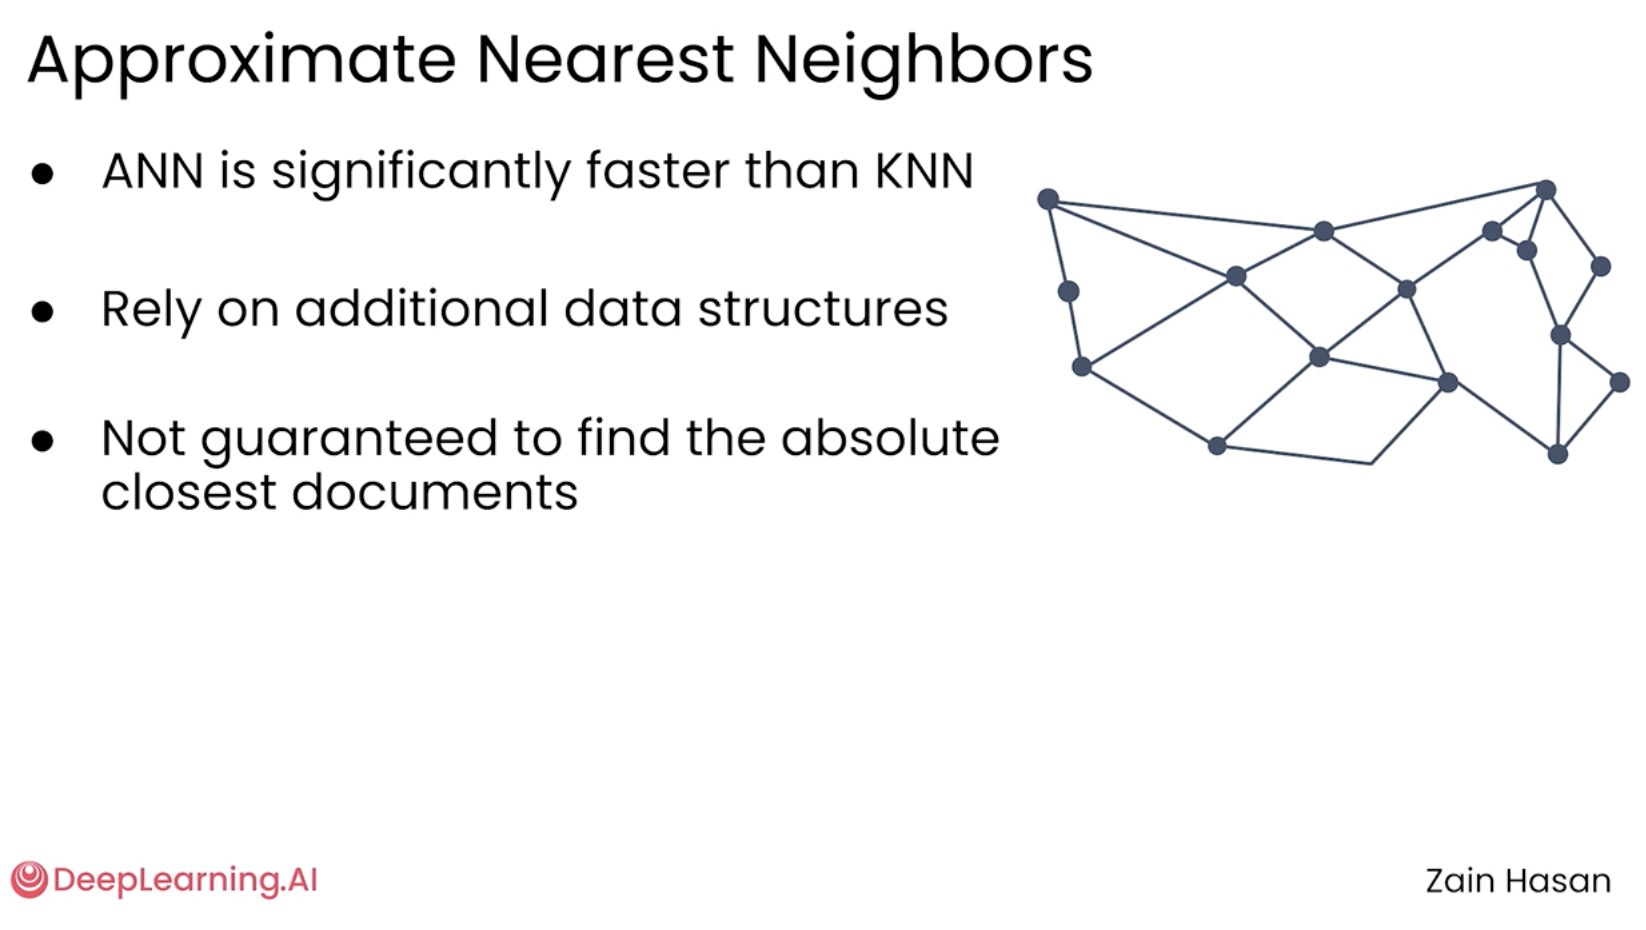 Approximate Nearest Neighbors
● ANN is significantly faster than KNN
● Rely on additional data structures
● Not guaranteed to find the absolute
closest documents
DeepLearning.AI
Zain Hasan